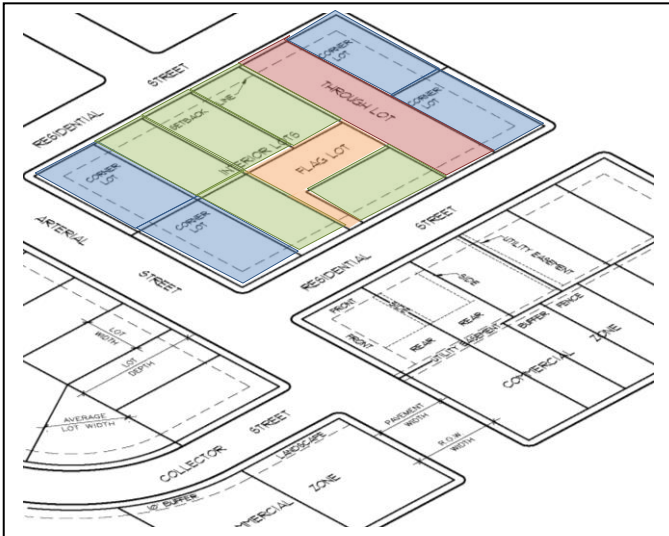 CORNER
LOT
STREET
THROUGH LOT
CORNER
LOT
LINE
SETBACK
RESIDENTIAL
INTERIOR LOTS
FLAG LOT
CORNER
LOT
CORNER
LOT
ARTERIAL
STREET
STREET
RESIDENTIAL
UTILITY EASEMENT
SIDE
SIDE
FRONT
FRONT
REAR
REAR
UTILITY EASEMENT
BUFFER
FENCE
COMMERCIAL
ZONE
LOT
WIDTH
LOT
DEPTH
AVERAGE
LOT WIDTH
STREET
COLLECTOR
PAVEMENT
WIDTH
R.O.W.
WIDTH
LANDSCAPE
BUFFER
ZONE
MMERCIAL